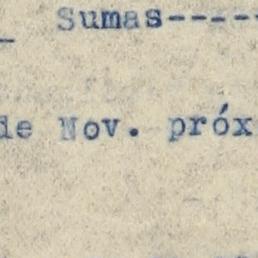 Sumas-----
de Nov. próx